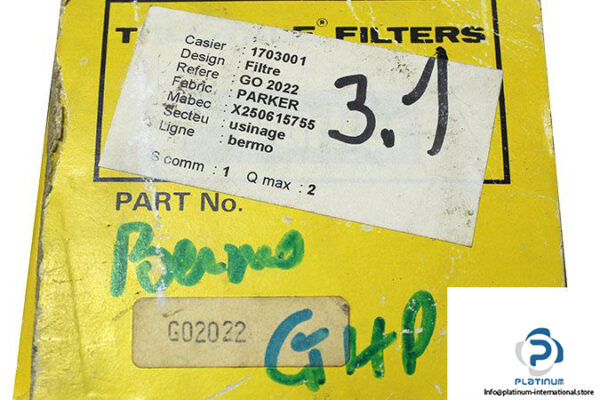 FILTERS
Casier : 1703001
Design : Filtre
Refere : GO 2022
Fabric : PARKER
Mabec : X250615755
Secteu : usinage
Ligne : bermo
S comm : 1 Q max : 2
3.1
PART No.
Bermo
G02022
GHP
PLATINUM
Info@platinum-international.store